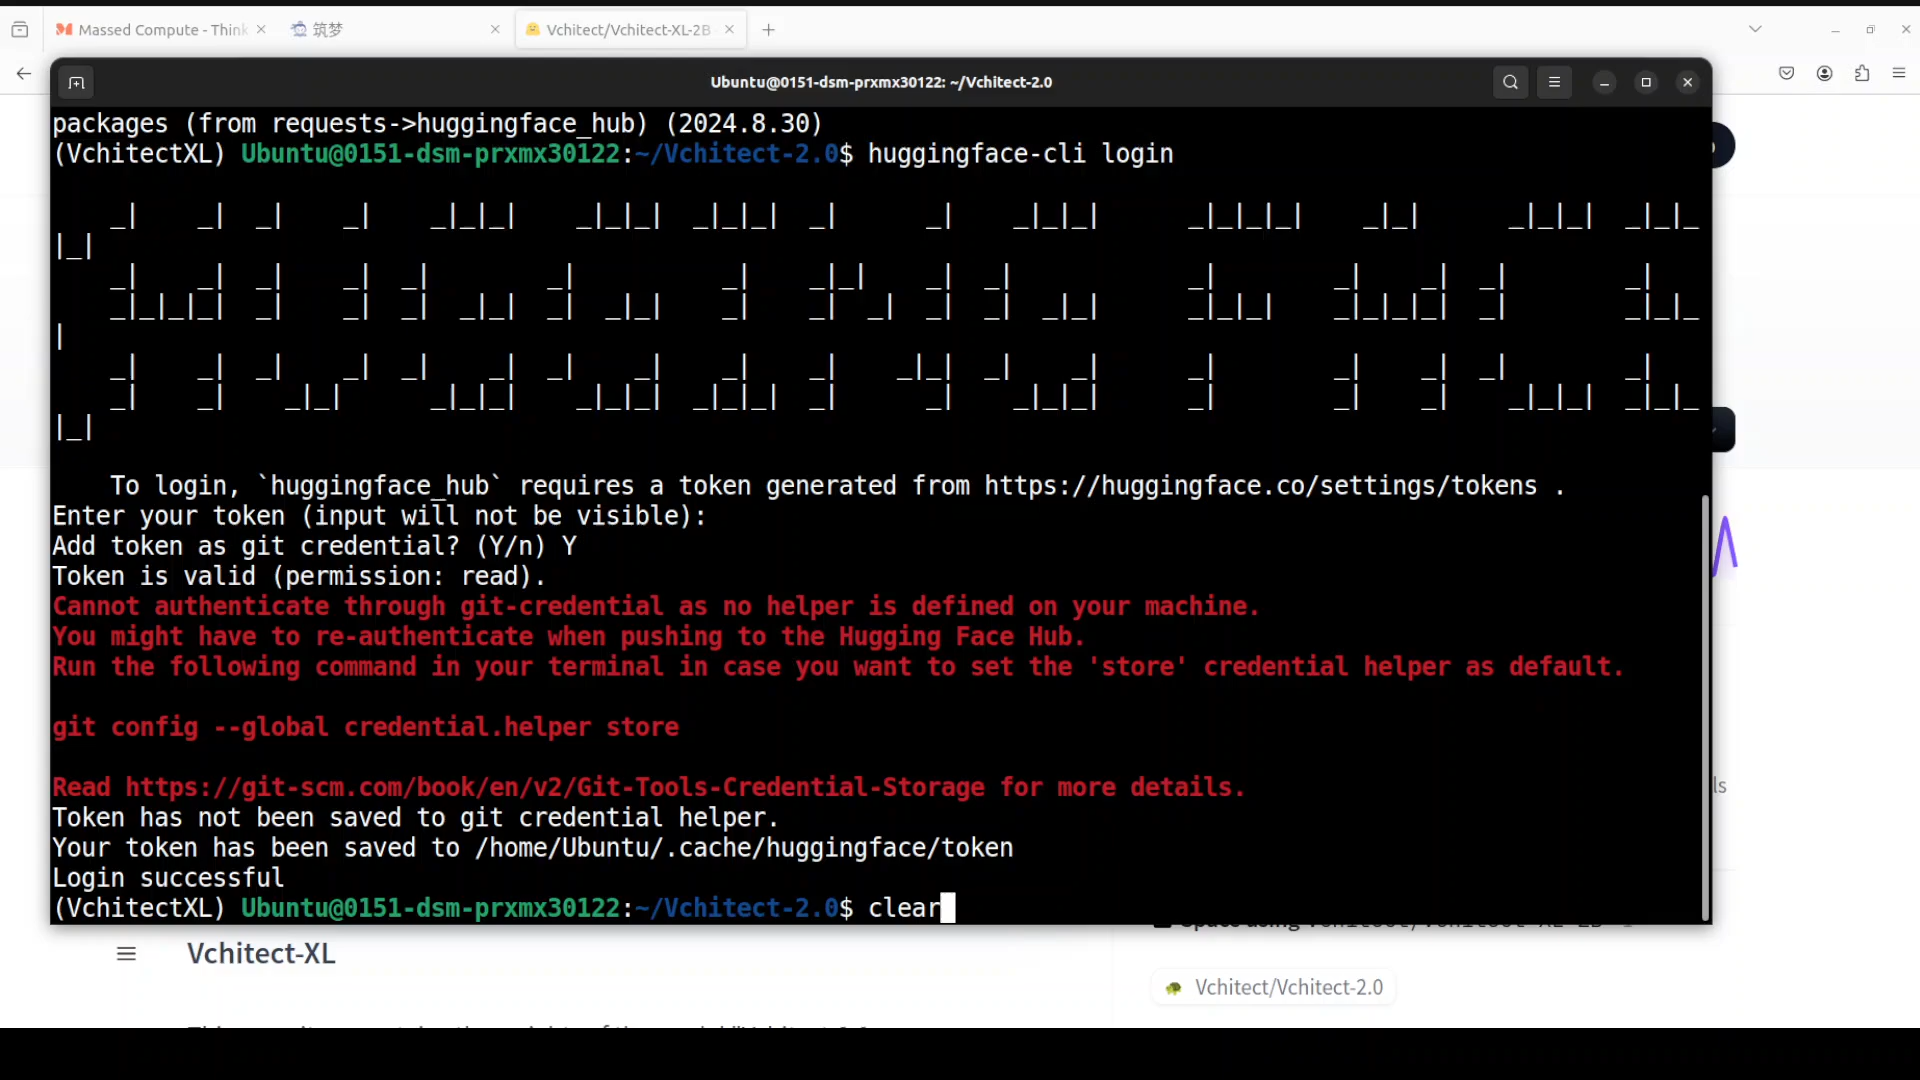 Massed Compute - Think
筑梦
Vchitect/Vchitect-XL-2B
Ubuntu@0151-dsm-prxmx30122: ~/Vchitect-2.0
packages (from requests->huggingface_hub) (2024.8.30)
(VchitectXL) Ubuntu@0151-dsm-prxmx30122:~/Vchitect-2.0$ huggingface-cli login
To login, `huggingface_hub` requires a token generated from https://huggingface.co/settings/tokens .
Enter your token (input will not be visible):
Add token as git credential? (Y/n) Y
Token is valid (permission: read).
Cannot authenticate through git-credential as no helper is defined on your machine.
You might have to re-authenticate when pushing to the Hugging Face Hub.
Run the following command in your terminal in case you want to set the 'store' credential helper as default.
git config --global credential.helper store
Read https://git-scm.com/book/en/v2/Git-Tools-Credential-Storage for more details.
Token has not been saved to git credential helper.
Your token has been saved to /home/Ubuntu/.cache/huggingface/token
Login successful
(VchitectXL) Ubuntu@0151-dsm-prxmx30122:~/Vchitect-2.0$ clear
ls
Vchitect-XL
Vchitect/Vchitect-2.0